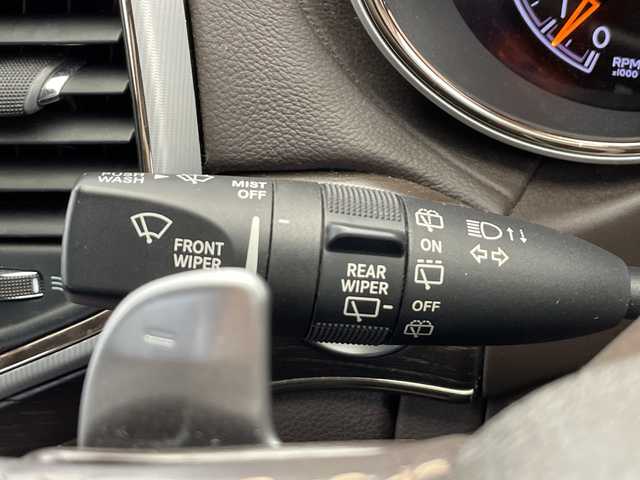 0
RPM
x1000
PUSH
WASH
MIST
OFF
FRONT
WIPER
REAR
WIPER
ON
OFF